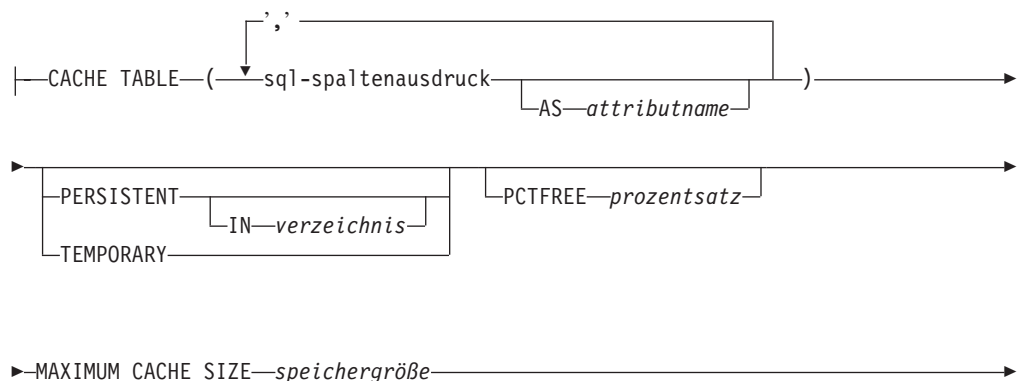 ','
CACHE TABLE ( sql-spaltenausdruck )
AS attributname
PERSISTENT PCTFREE prozentsatz
IN verzeichnis
TEMPORARY
MAXIMUM CACHE SIZE speichergröße